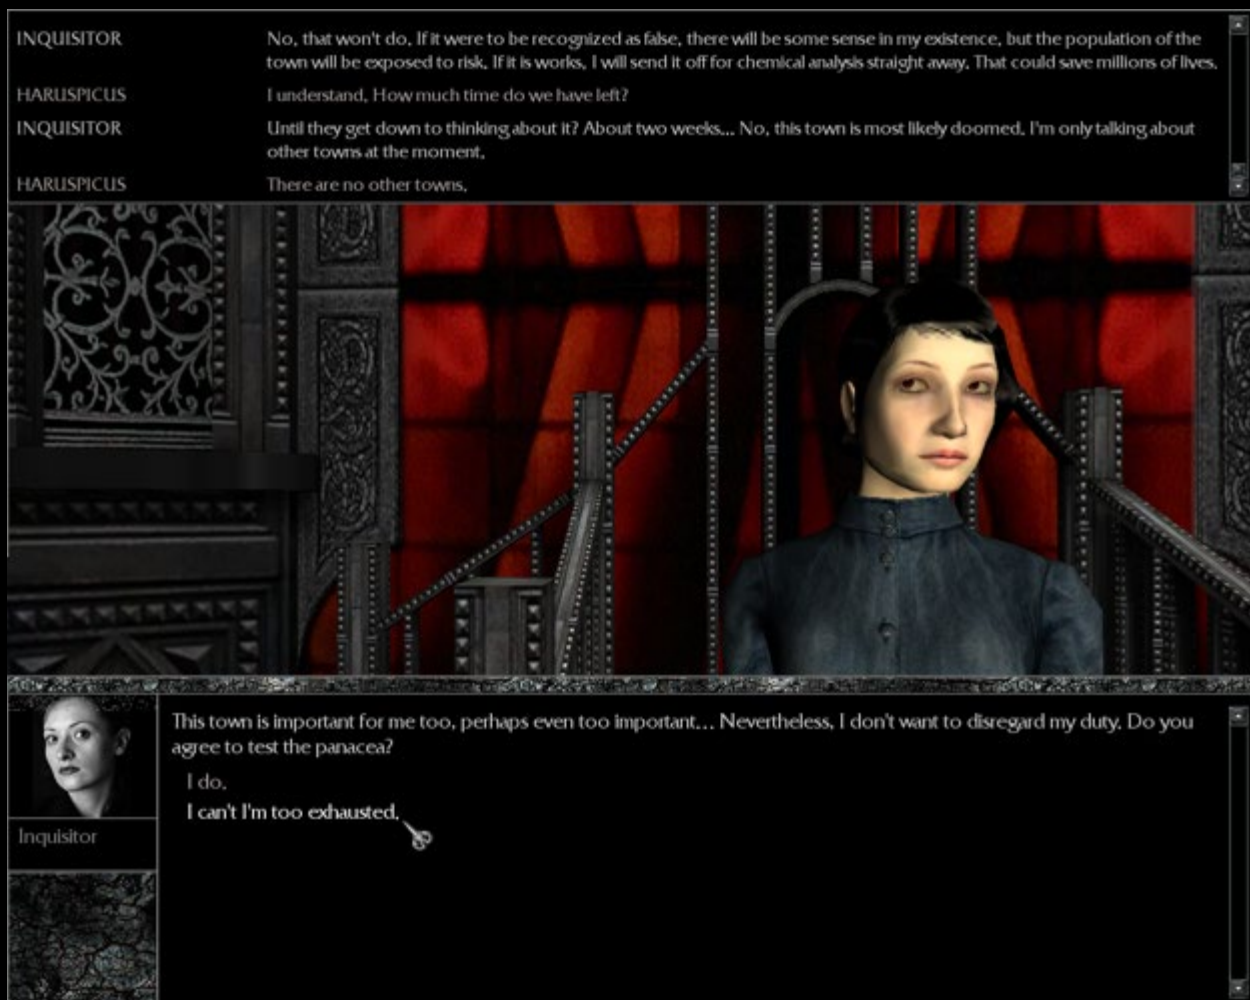 INQUISITOR No, that won't do. If it were to be recognized as false, there will be some sense in my existence, but the population of the
town will be exposed to risk. If it is works, I will send it off for chemical analysis straight away. That could save millions of lives.
HARUSPICUS I understand. How much time do we have left?
INQUISITOR Until they get down to thinking about it? About two weeks... No, this town is most likely doomed. I'm only talking about
other towns at the moment.
HARUSPICUS There are no other towns.
This town is important for me too, perhaps even too important... Nevertheless, I don't want to disregard my duty. Do you
agree to test the panacea?
I do.
I can't I'm too exhausted.
Inquisitor